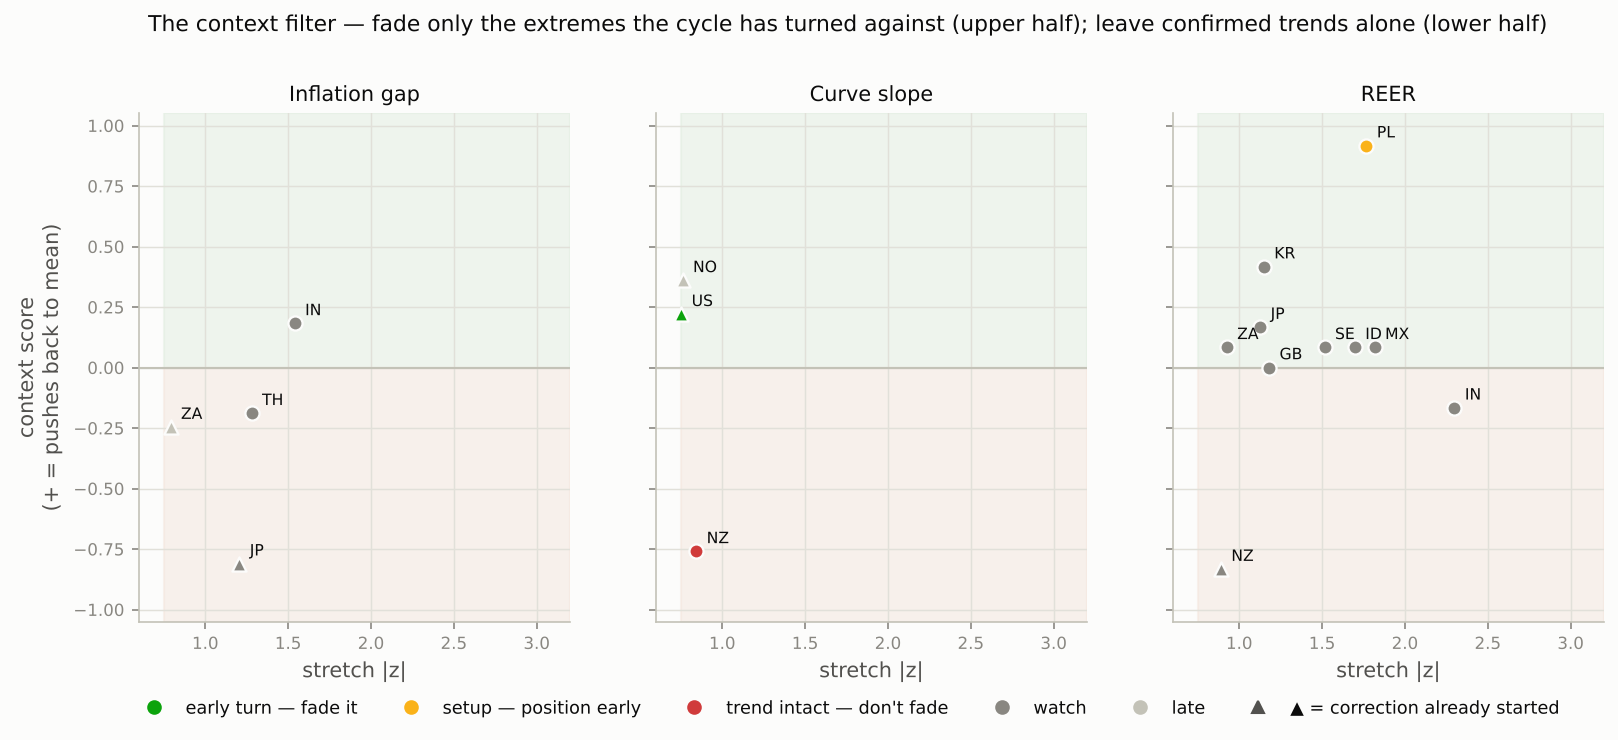 The context filter — fade only the extremes the cycle has turned against (upper half); leave confirmed trends alone (lower half)
Inflation gap
context score
(+ = pushes back to mean)
1.00
0.75
0.50
0.25
0.00
−0.25
−0.50
−0.75
−1.00
IN
TH
ZA
JP
1.0 1.5 2.0 2.5 3.0
stretch |z|
Curve slope
NO
US
NZ
1.0 1.5 2.0 2.5 3.0
stretch |z|
REER
PL
KR
JP
ZA SE ID MX
GB
IN
NZ
1.0 1.5 2.0 2.5 3.0
stretch |z|
early turn — fade it setup — position early trend intact — don't fade watch late ▲ = correction already started